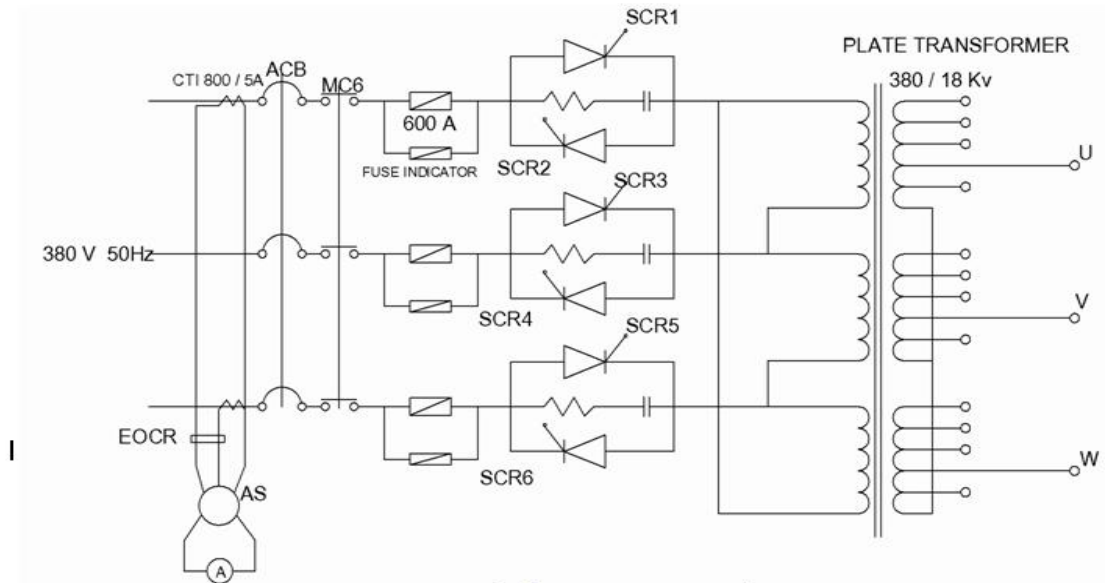 SCR1
PLATE TRANSFORMER
380 / 18 Kv
CTI 800 / 5A
ACB
MC6
600 A
FUSE INDICATOR
SCR2
SCR3
U
380 V 50Hz
SCR4
SCR5
V
EOCR
SCR6
W
I
AS
A